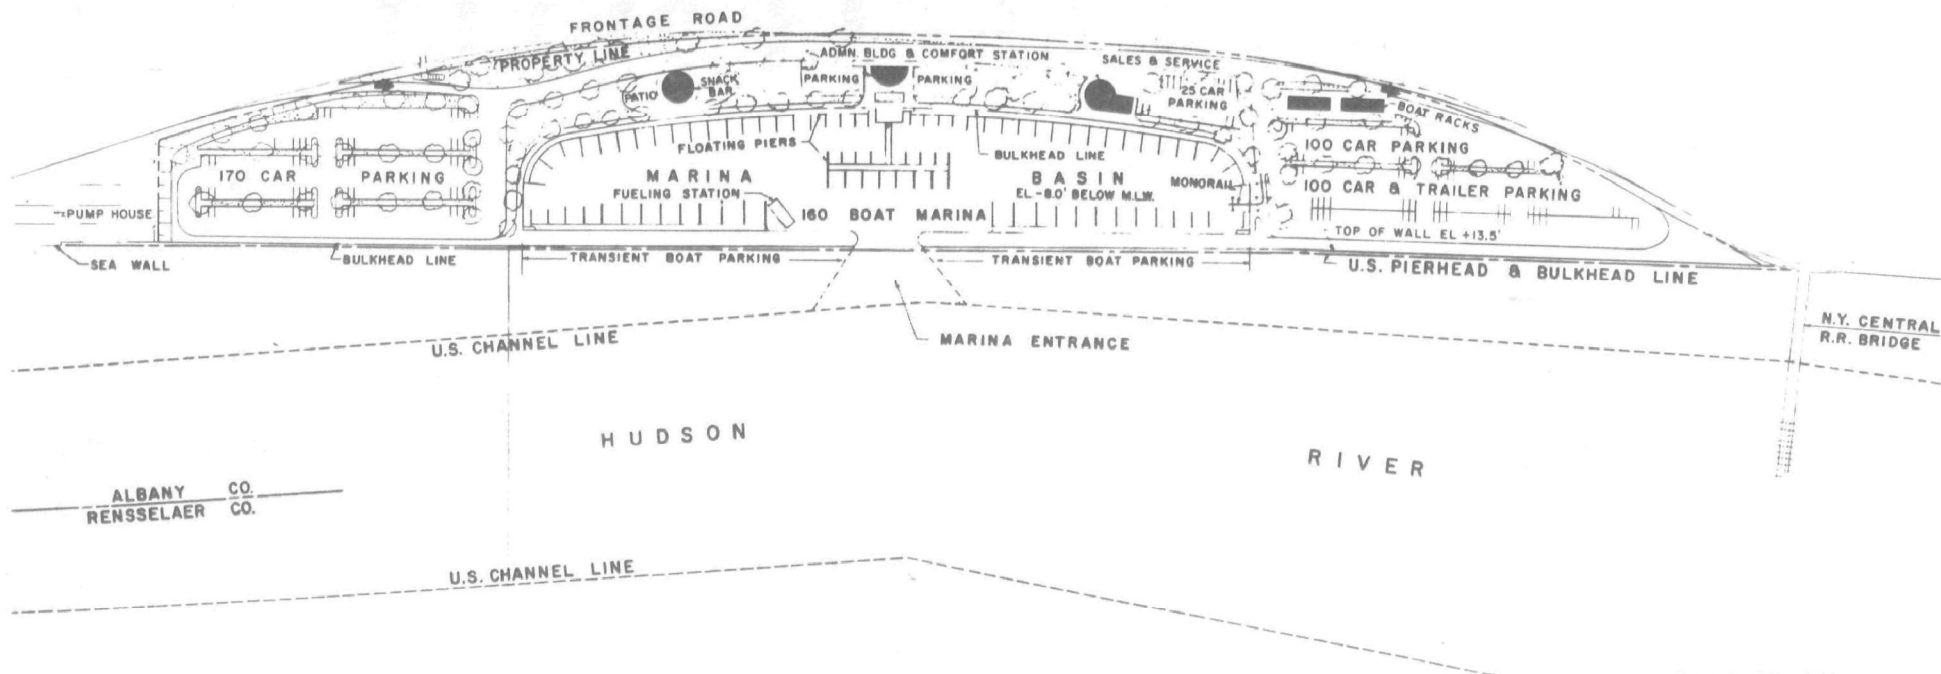 FRONTAGE ROAD
PROPERTY LINE
ADMN. BLDG & COMFORT STATION
SALES & SERVICE
PATIO
SNACK
BAR
PARKING
PARKING
25 CAR
PARKING
BOAT RACKS
FLOATING PIERS
BULKHEAD LINE
100 CAR PARKING
170 CAR PARKING
MARINA BASIN
FUELING STATION
EL -8.0' BELOW M.L.W.
MONORAIL
100 CAR & TRAILER PARKING
PUMP HOUSE
160 BOAT MARINA
TOP OF WALL EL +13.5'
SEA WALL
BULKHEAD LINE
TRANSIENT BOAT PARKING
TRANSIENT BOAT PARKING
U.S. PIERHEAD & BULKHEAD LINE
U.S. CHANNEL LINE
MARINA ENTRANCE
N.Y. CENTRAL
R.R. BRIDGE
HUDSON RIVER
ALBANY CO.
RENSSELAER CO.
U.S. CHANNEL LINE